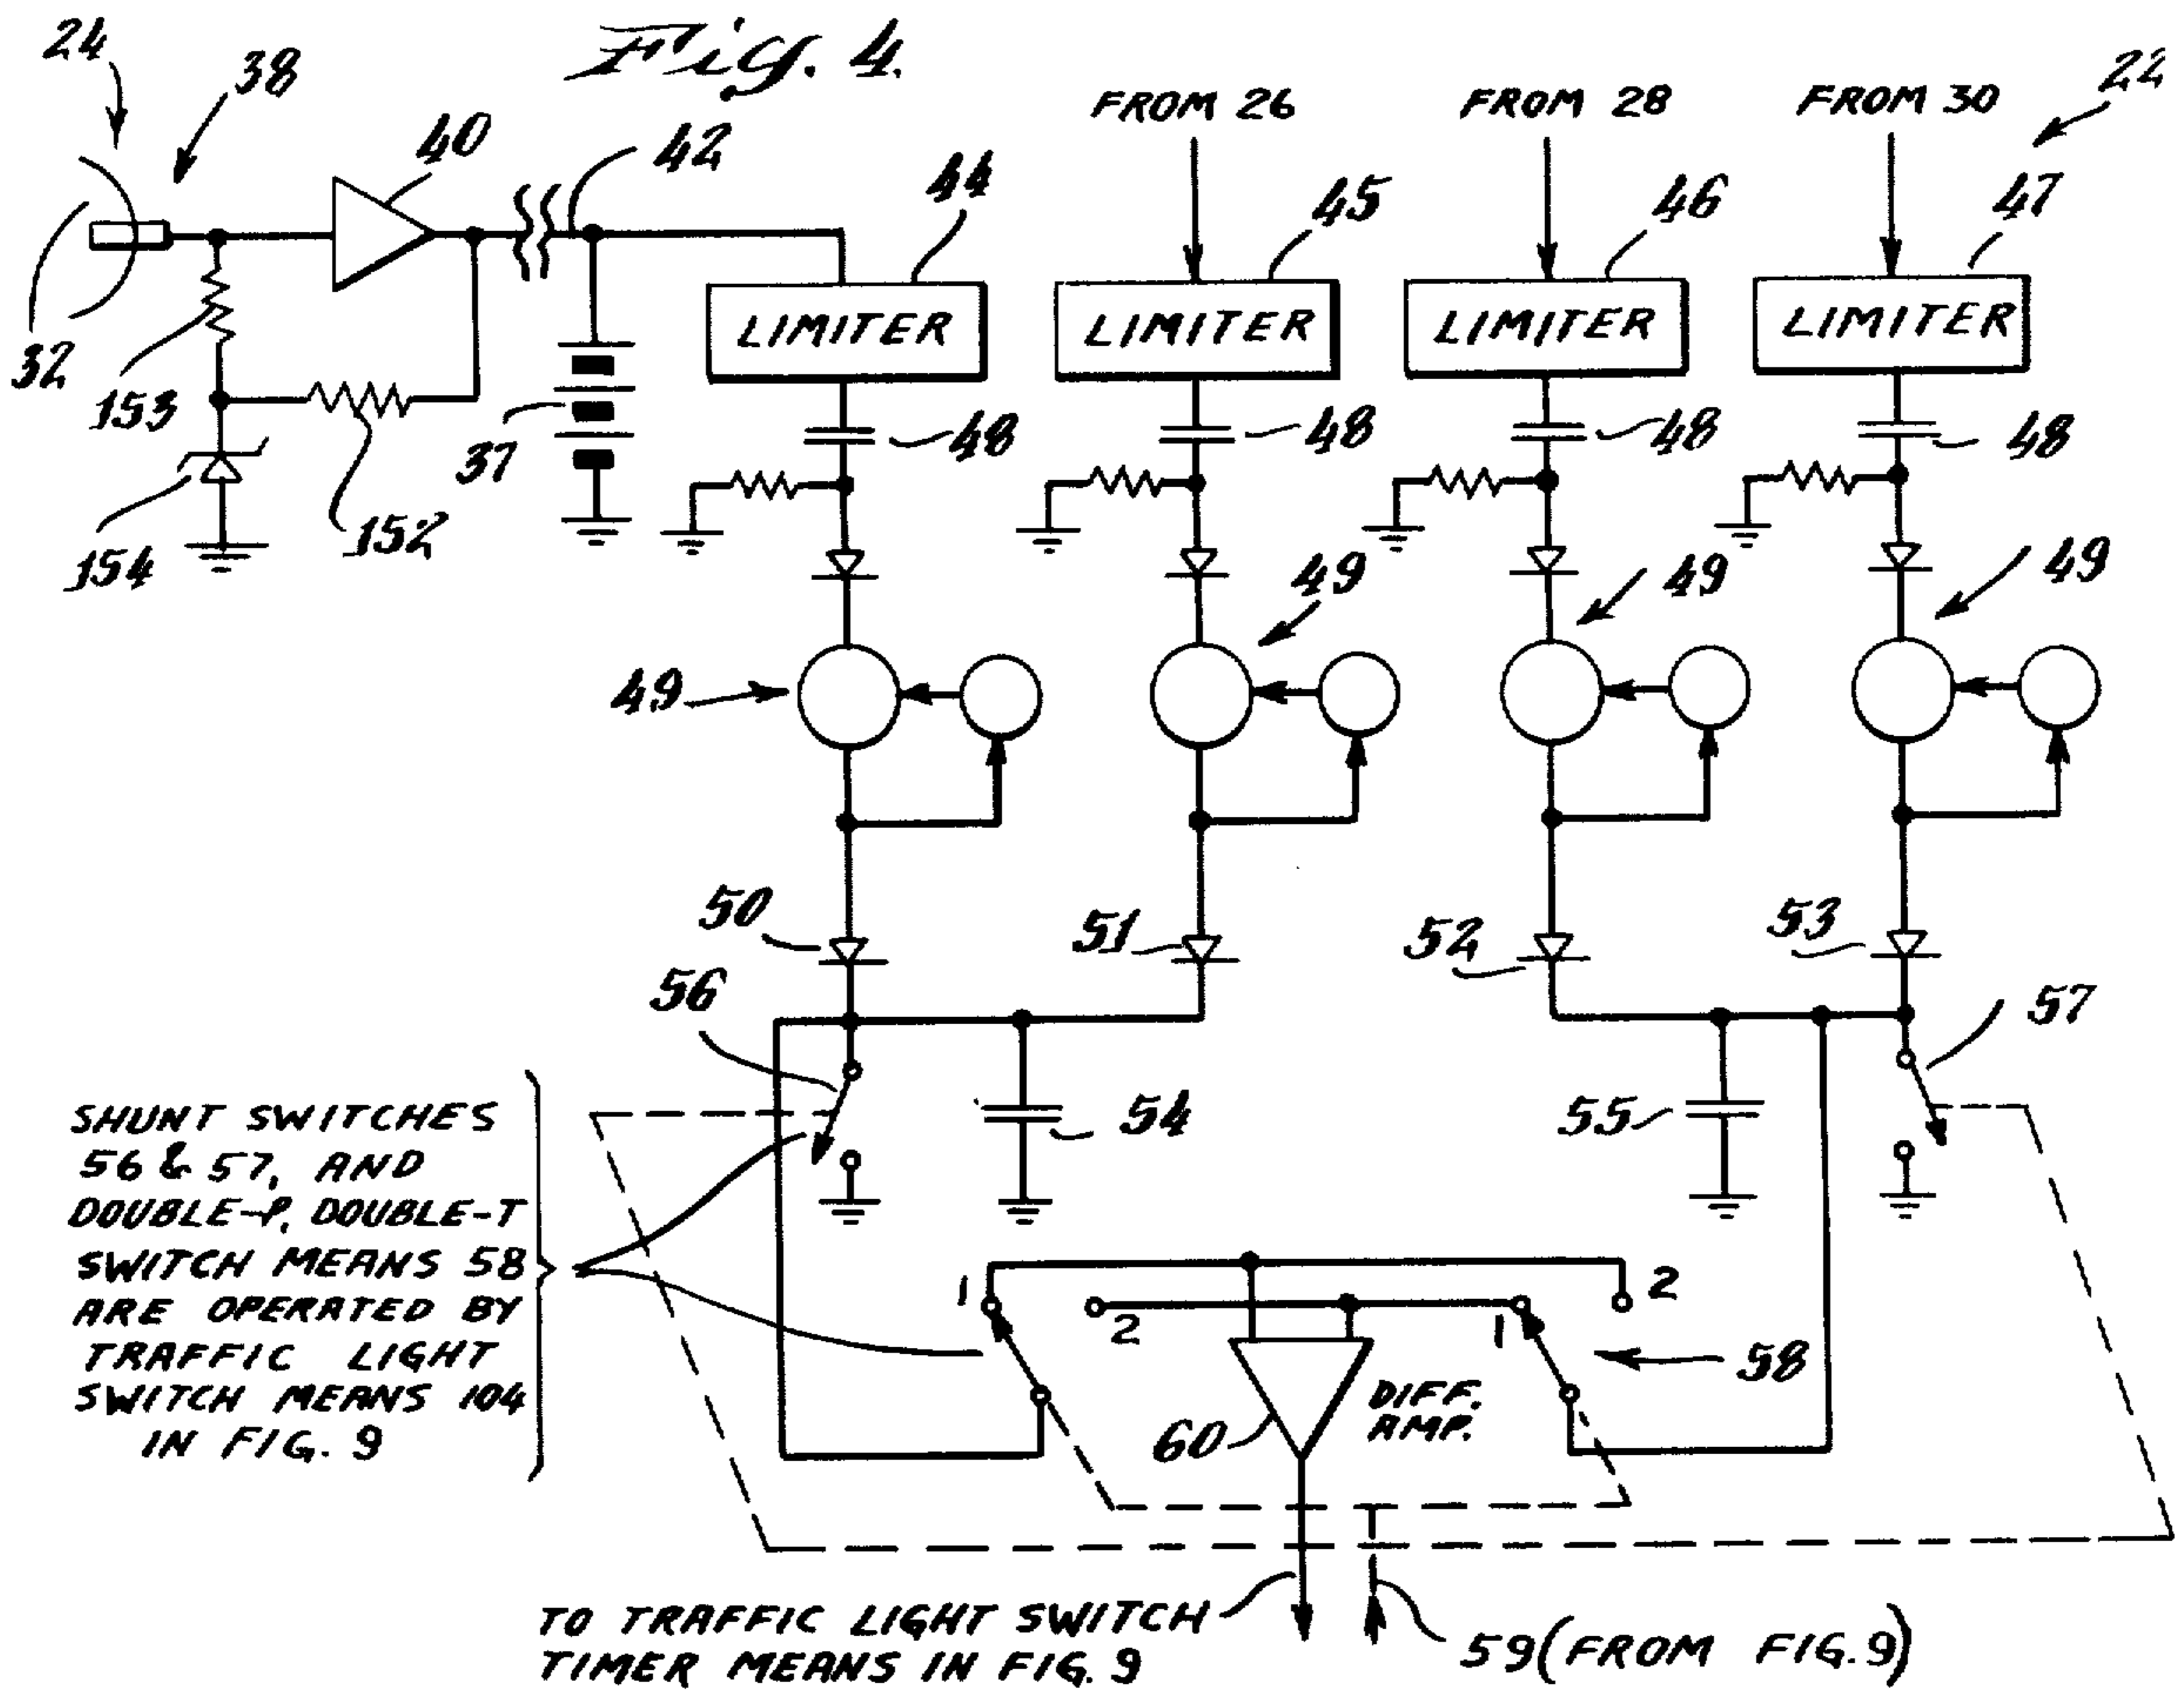 Fig. 4.
24
38
40
42
44
FROM 26
45
FROM 28
46
FROM 30
47
22
LIMITER
LIMITER
LIMITER
LIMITER
32
153
154
152
37
48
48
48
48
49
49
49
49
50
51
52
53
56
57
54
55
SHUNT SWITCHES
56 & 57, AND
DOUBLE-P, DOUBLE-T
SWITCH MEANS 58
ARE OPERATED BY
TRAFFIC LIGHT
SWITCH MEANS 104
IN FIG. 9
1
2
1
2
58
60
DIFF.
AMP.
TO TRAFFIC LIGHT SWITCH
TIMER MEANS IN FIG. 9
59 (FROM FIG. 9)